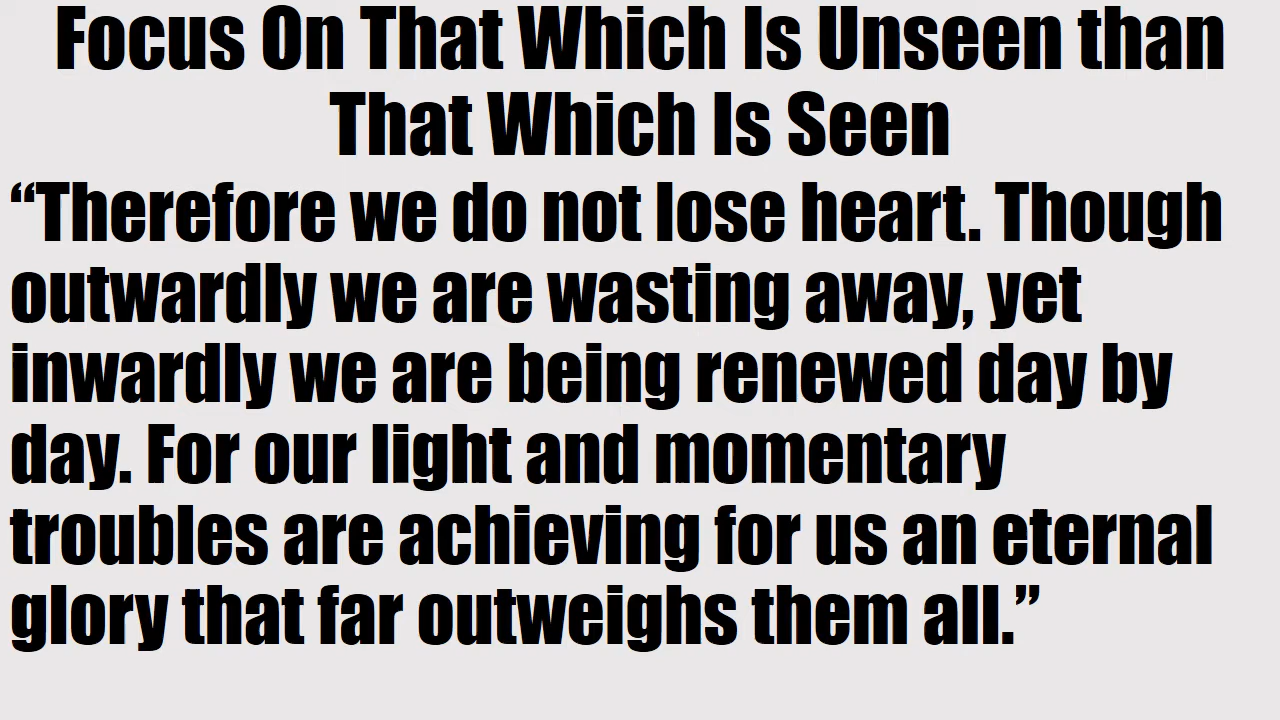 Focus On That Which Is Unseen than
That Which Is Seen
“Therefore we do not lose heart. Though
outwardly we are wasting away, yet
inwardly we are being renewed day by
day. For our light and momentary
troubles are achieving for us an eternal
glory that far outweighs them all.”